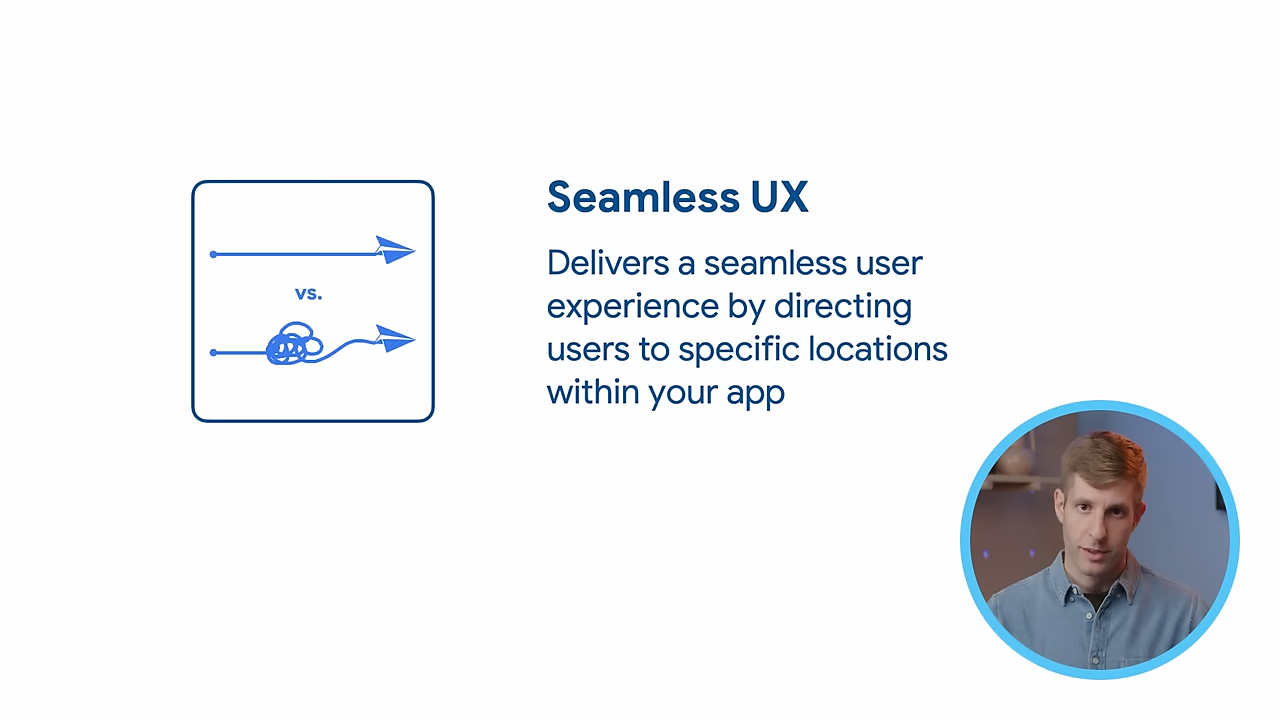 Seamless UX
Delivers a seamless user
experience by directing
users to specific locations
within your app
vs.